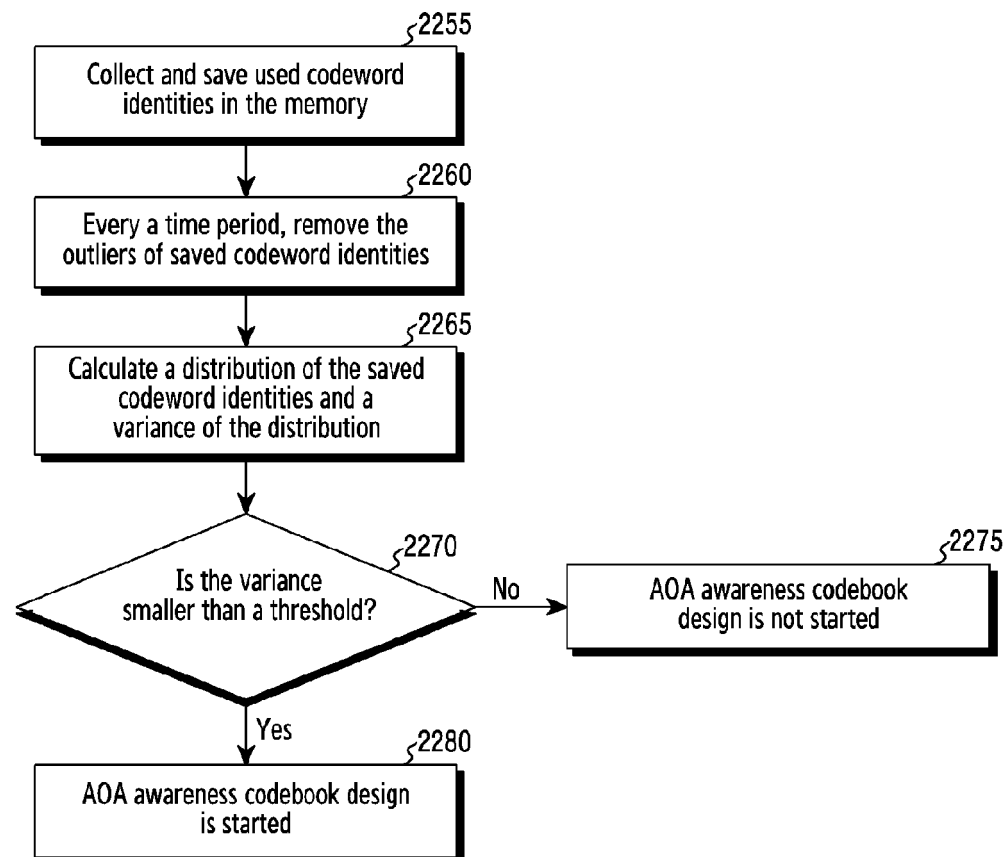 2255
Collect and save used codeword
identities in the memory
2260
Every a time period, remove the
outliers of saved codeword identities
2265
Calculate a distribution of the saved
codeword identities and a
variance of the distribution
2270
Is the variance
smaller than a threshold?
No
2275
AOA awareness codebook
design is not started
Yes
2280
AOA awareness codebook design
is started